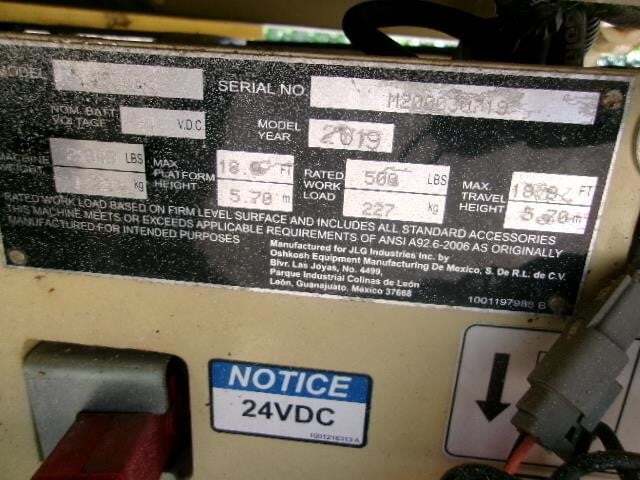 MODEL
SERIAL NO.
NOM. BATT. VOLTAGE V.D.C
MODEL YEAR 2019
MACHINE WEIGHT LBS kg
MAX. PLATFORM HEIGHT FT 5.70 m
RATED WORK LOAD 500 LBS 227 kg
MAX. TRAVEL HEIGHT FT 5.70 m
RATED WORK LOAD BASED ON FIRM LEVEL SURFACE AND INCLUDES ALL STANDARD ACCESSORIES
THIS MACHINE MEETS OR EXCEEDS APPLICABLE REQUIREMENTS OF ANSI A92.6-2006 AS ORIGINALLY
MANUFACTURED FOR INTENDED PURPOSES
Manufactured for JLG Industries Inc. by
Oshkosh Equipment Manufacturing De Mexico, S. De R.L. de C.V.
Blvr. Las Joyas, No. 4499,
Parque Industrial Colinas de León
León, Guanajuato, México 37668
1001197988 B
NOTICE
24VDC